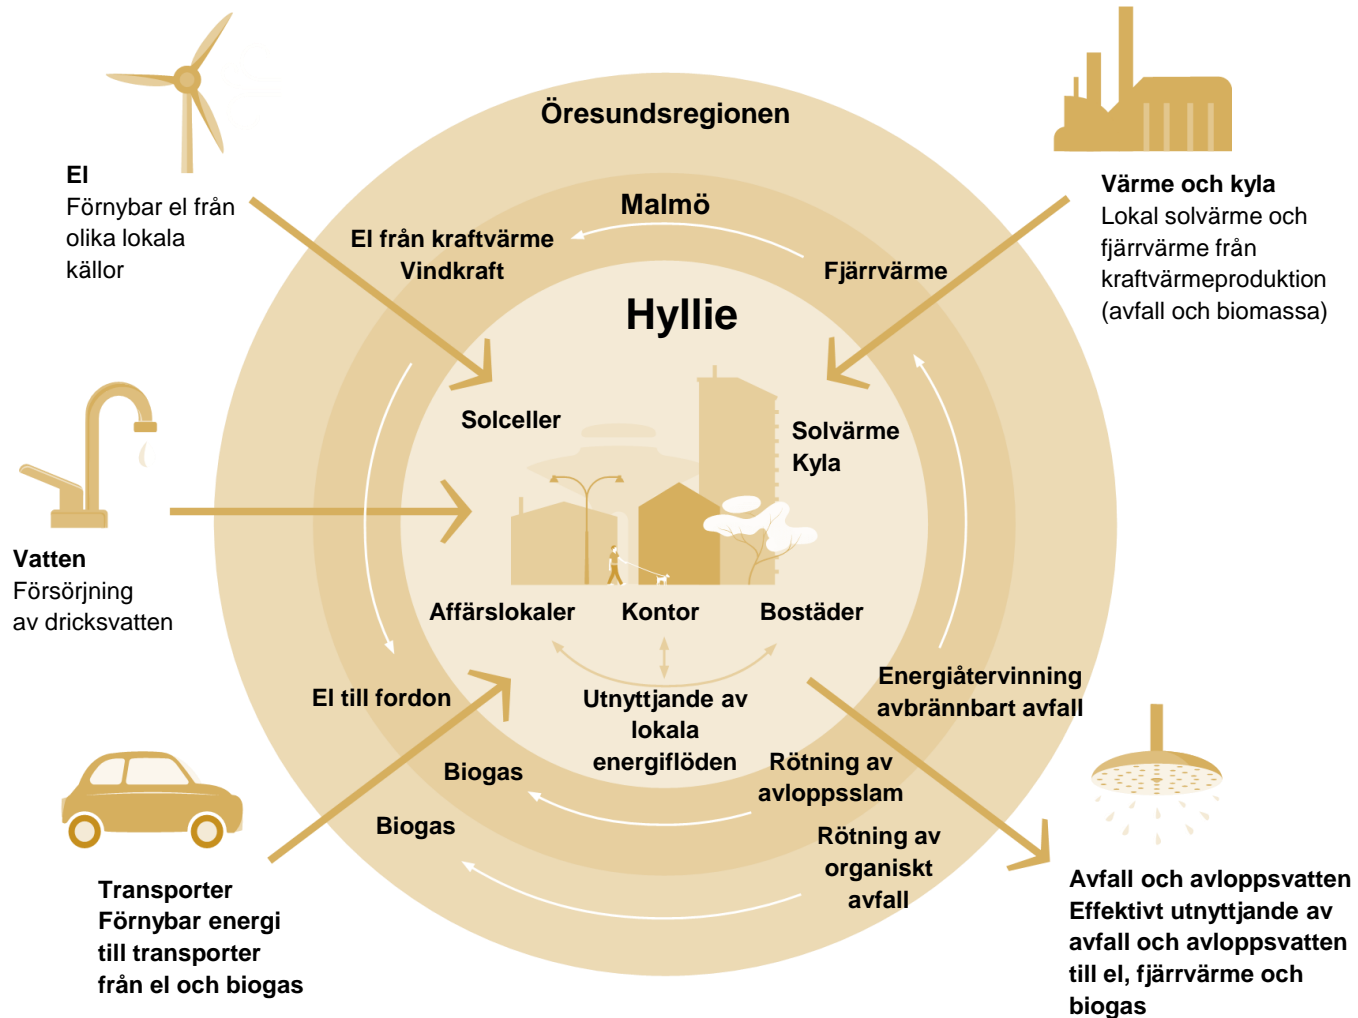 Öresundsregionen
Malmö
Hyllie
El
Förnybar el från
olika lokala
källor
Värme och kyla
Lokal solvärme och
fjärrvärme från
kraftvärmeproduktion
(avfall och biomassa)
El från kraftvärme
Vindkraft
Fjärrvärme
Solceller
Solvärme
Kyla
Vatten
Försörjning
av dricksvatten
Affärslokaler
Kontor
Bostäder
El till fordon
Utnyttjande av
lokala
energiflöden
Energiåtervinning
avbrännbart avfall
Biogas
Rötning av
avloppsslam
Biogas
Rötning av
organiskt
avfall
Transporter
Förnybar energi
till transporter
från el och biogas
Avfall och avloppsvatten
Effektivt utnyttjande av
avfall och avloppsvatten
till el, fjärrvärme och
biogas